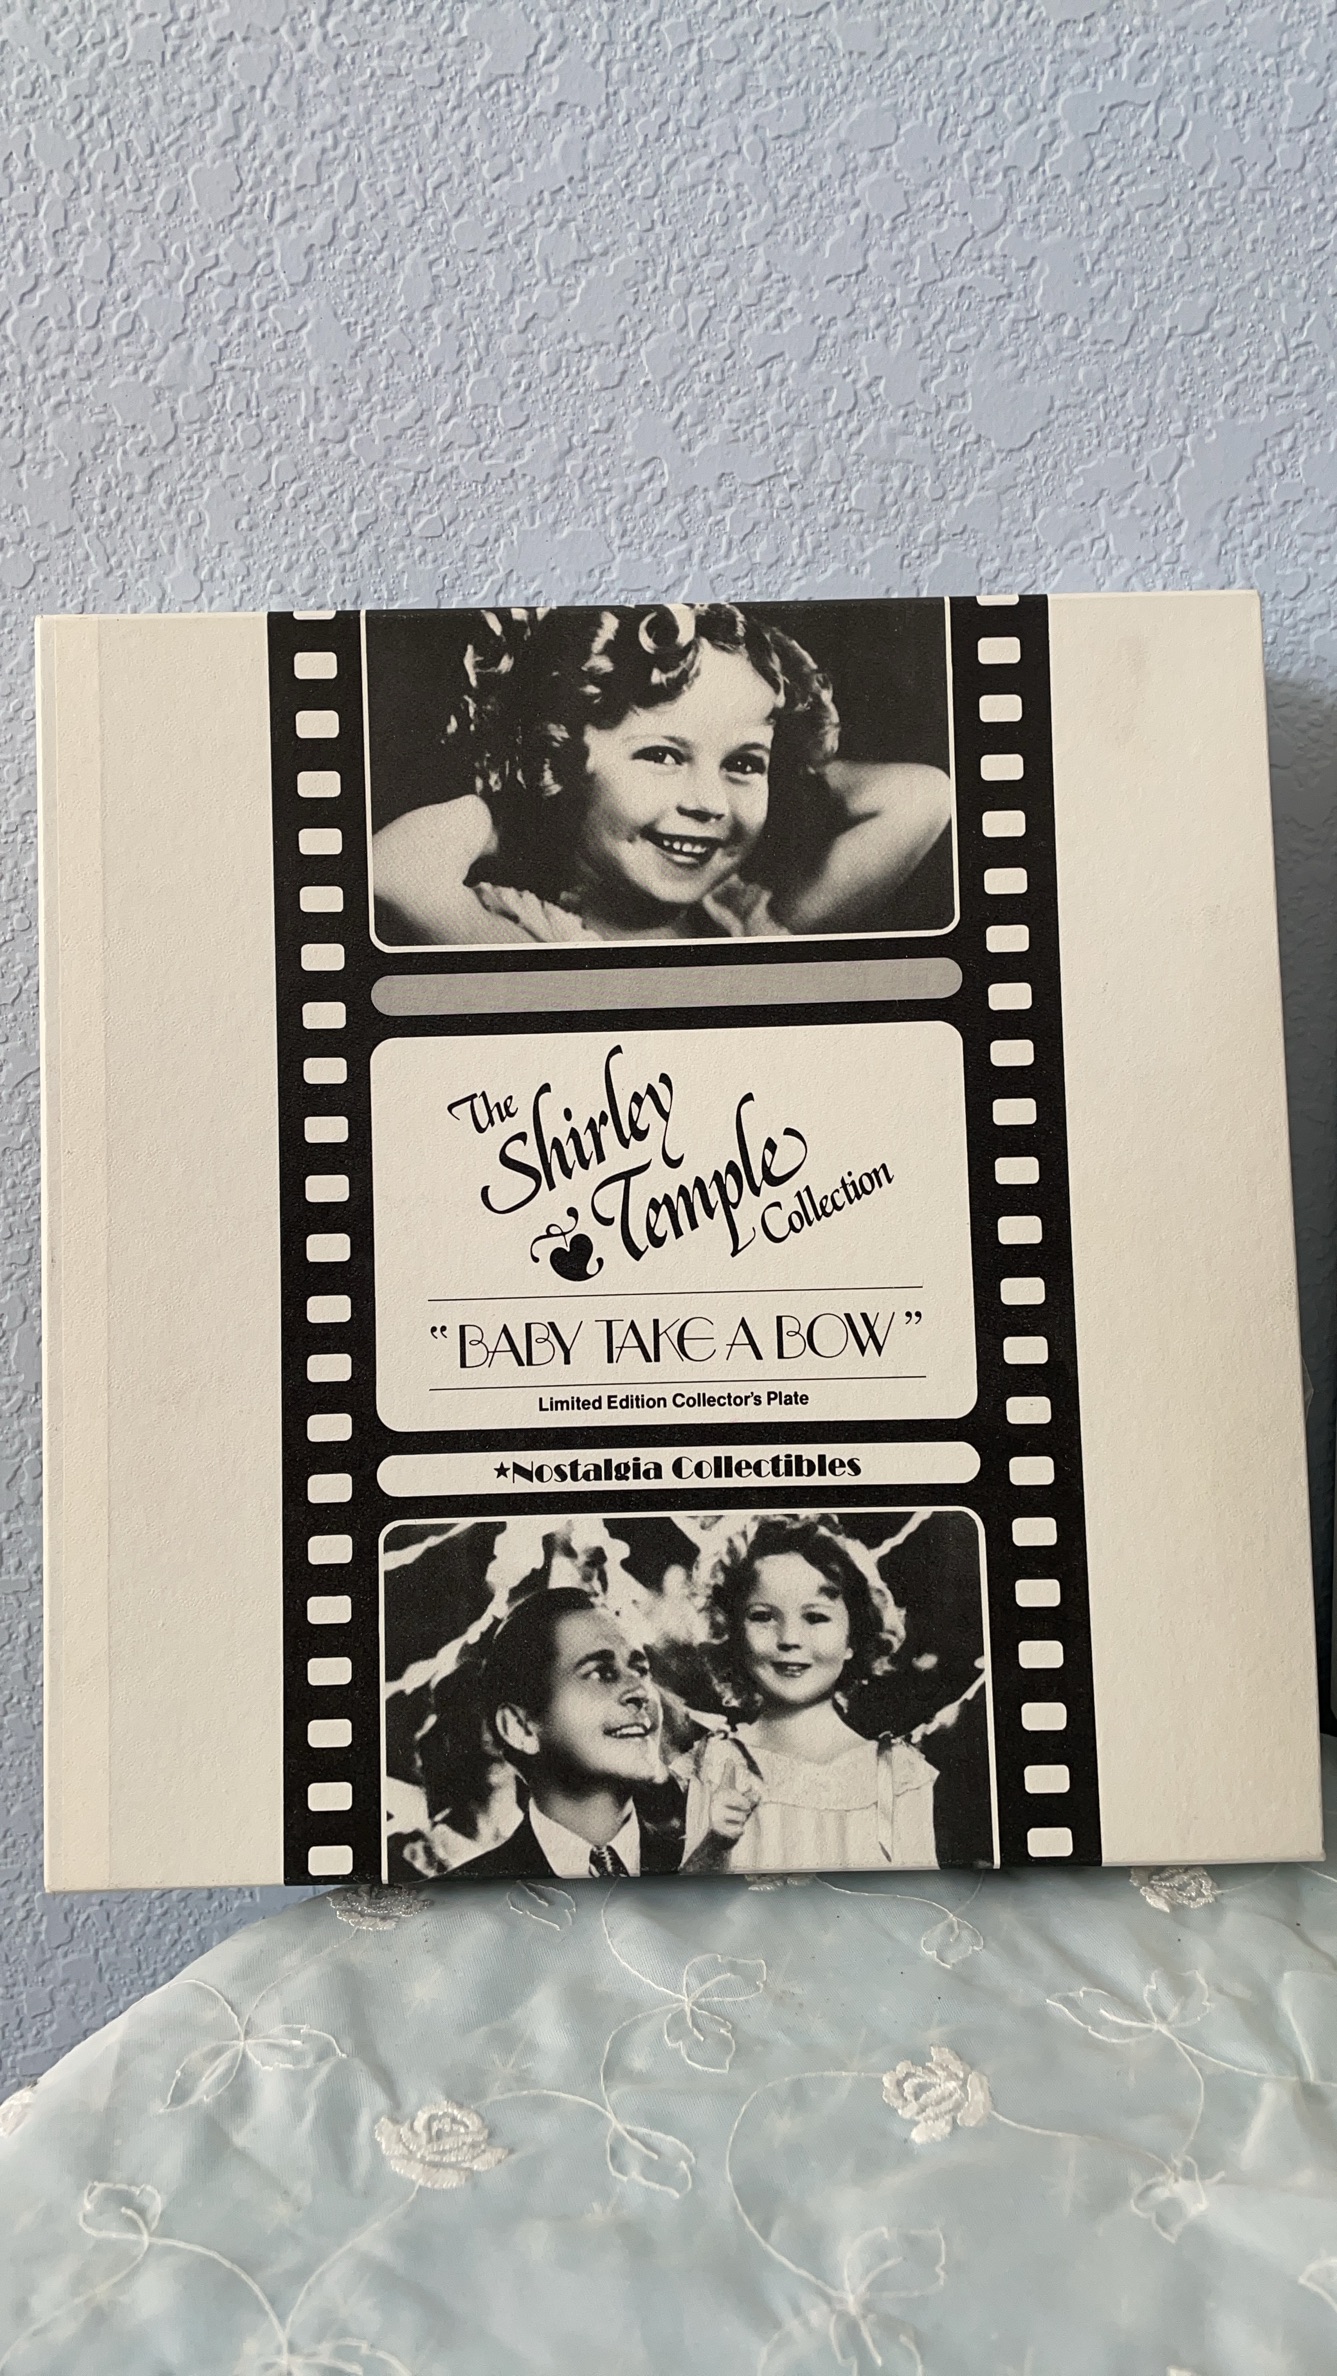 The
Shirley
Temple
Collection
“BABY TAKE A BOW”
Limited Edition Collector's Plate
★Nostalgia Collectibles